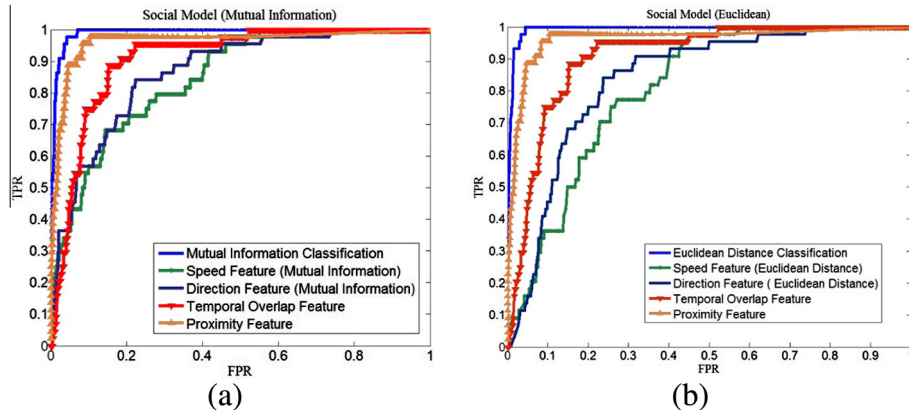 Social Model (Mutual Information)
1
0.9
0.8
0.7
0.6
0.5
0.4
0.3
0.2
0.1
0
TPR
Mutual Information Classification
Speed Feature (Mutual Information)
Direction Feature (Mutual Information)
Temporal Overlap Feature
Proximity Feature
0 0.2 0.4 0.6 0.8 1
FPR
(a)
Social Model (Euclidean)
1
0.9
0.8
0.7
0.6
0.5
0.4
0.3
0.2
0.1
0
TPR
Euclidean Distance Classification
Speed Feature (Euclidean Distance)
Direction Feature ( Euclidean Distance)
Temporal Overlap Feature
Proximity Feature
0 0.1 0.2 0.3 0.4 0.5 0.6 0.7 0.8 0.9
FPR
(b)